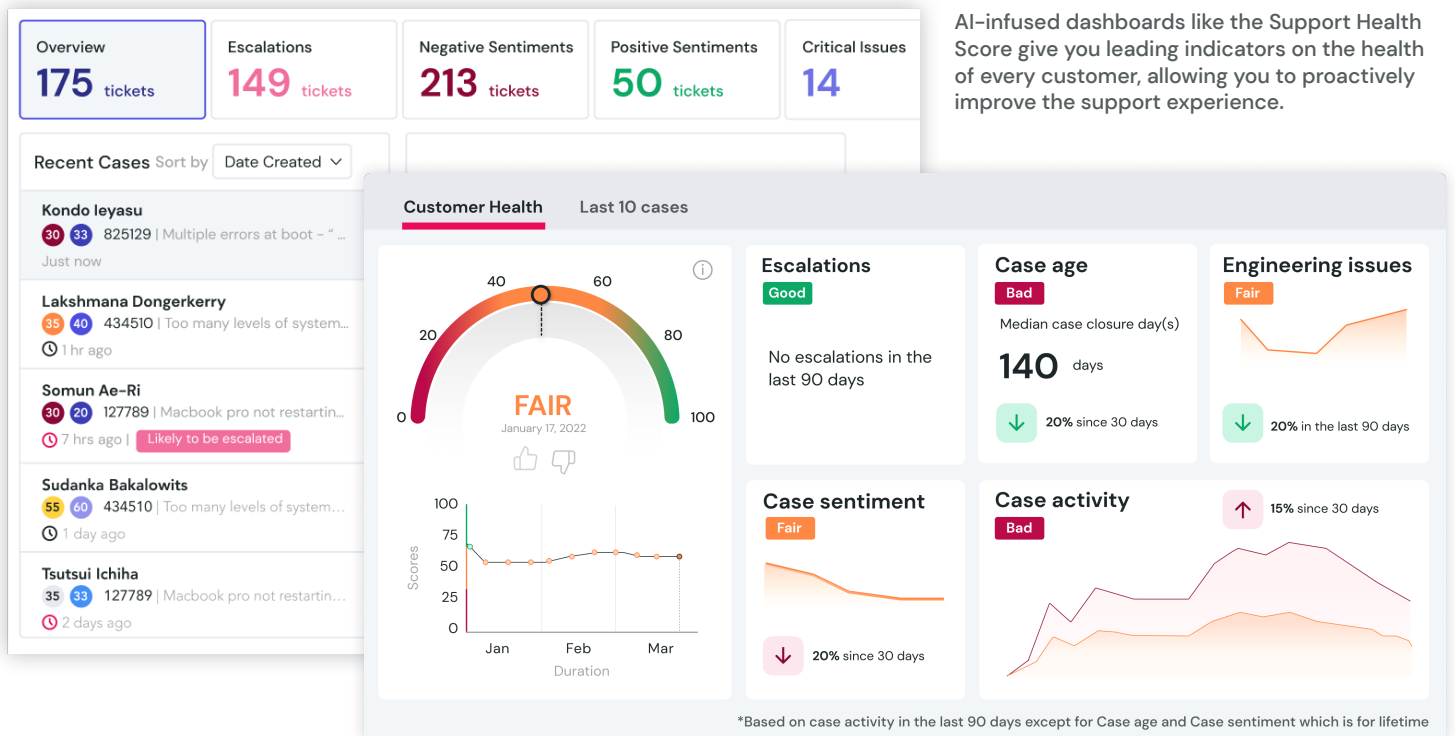 AI-infused dashboards like the Support Health
Score give you leading indicators on the health
of every customer, allowing you to proactively
improve the support experience.
Overview
175 tickets
Escalations
149 tickets
Negative Sentiments
213 tickets
Positive Sentiments
50 tickets
Critical Issues
14
Recent Cases Sort by Date Created
Kondo Ieyasu
30 33 825129 | Multiple errors at boot - “ ...
Just now
Lakshmana Dongerkerry
35 40 434510 | Too many levels of system...
1 hr ago
Somun Ae-Ri
30 20 127789 | Macbook pro not restartin...
7 hrs ago | Likely to be escalated
Sudanka Bakalowits
55 60 434510 | Too many levels of system...
1 day ago
Tsutsui Ichiha
35 33 127789 | Macbook pro not restartin...
2 days ago
Customer Health Last 10 cases
0
20
40
60
80
100
FAIR
January 17, 2022
Scores
100
75
50
25
0
Jan Feb Mar
Duration
Escalations
Good
No escalations in the
last 90 days
Case age
Bad
Median case closure day(s)
140 days
20% since 30 days
Engineering issues
Fair
20% in the last 90 days
Case sentiment
Fair
20% since 30 days
Case activity
Bad
15% since 30 days
*Based on case activity in the last 90 days except for Case age and Case sentiment which is for lifetime